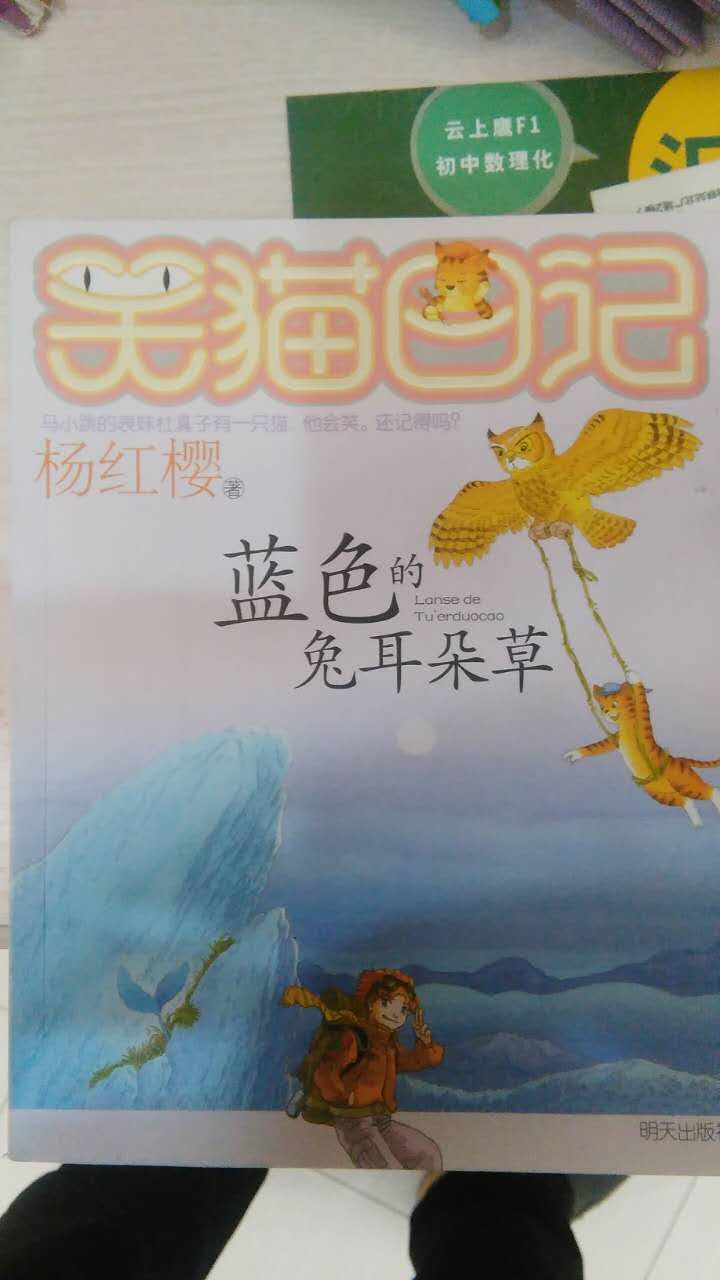 云上鹰F1
初中数理化
笑猫日记
马小跳的表妹杜真子有一只猫，他会笑。还记得吗？
杨红樱 著
蓝色的
Lanse de
Tu'erduocao
兔耳朵草
明天出版社